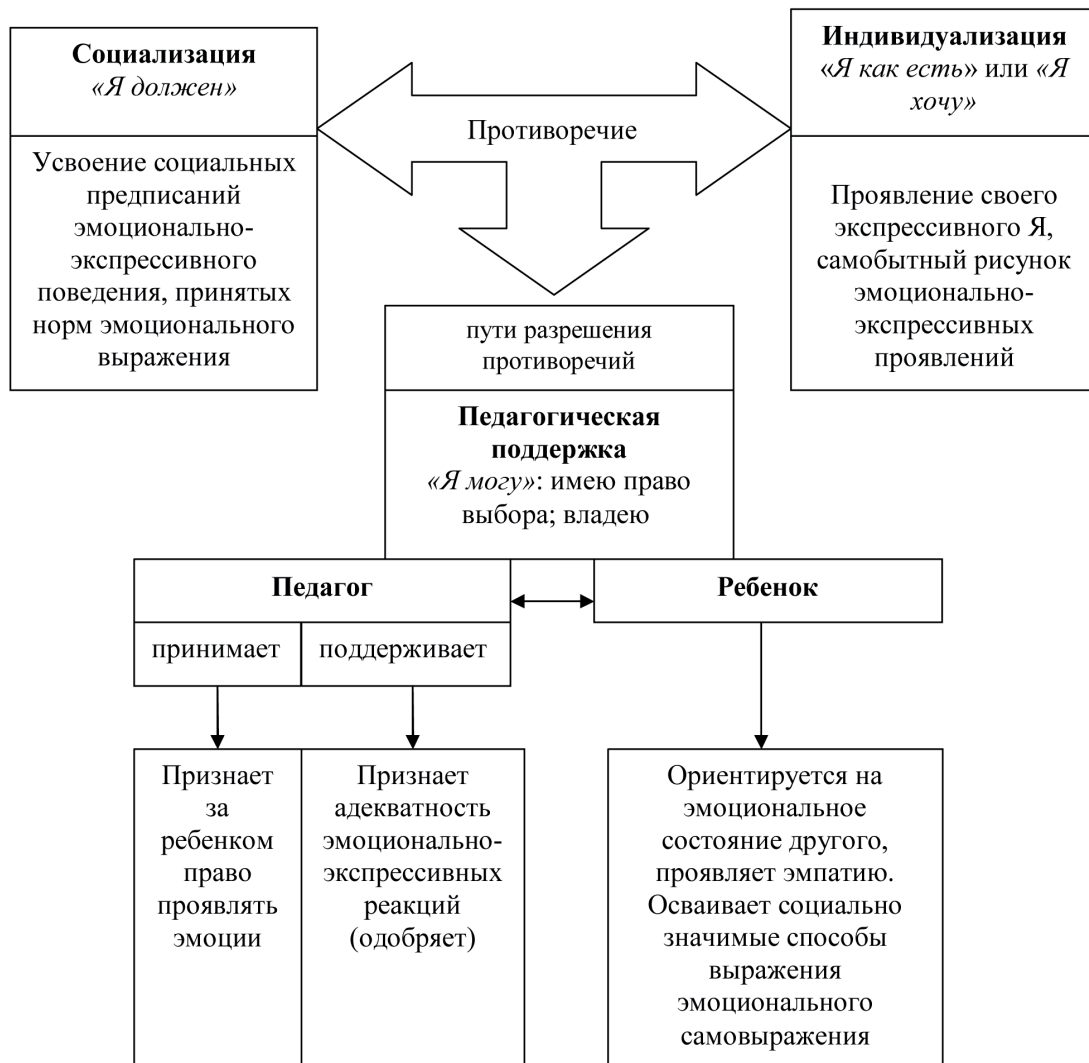 Социализация
«Я должен»
Усвоение социальных
предписаний
эмоционально-
экспрессивного
поведения, принятых
норм эмоционального
выражения
Противоречие
Индивидуализация
«Я как есть» или «Я
хочу»
Проявление своего
экспрессивного Я,
самобытный рисунок
эмоционально-
экспрессивных
проявлений
пути разрешения
противоречий
Педагогическая
поддержка
«Я могу»: имею право
выбора; владею
Педагог
Ребенок
принимает
поддерживает
Признает
за
ребенком
право
проявлять
эмоции
Признает
адекватность
эмоционально-
экспрессивных
реакций
(одобряет)
Ориентируется на
эмоциональное
состояние другого,
проявляет эмпатию.
Осваивает социально
значимые способы
выражения
эмоционального
самовыражения